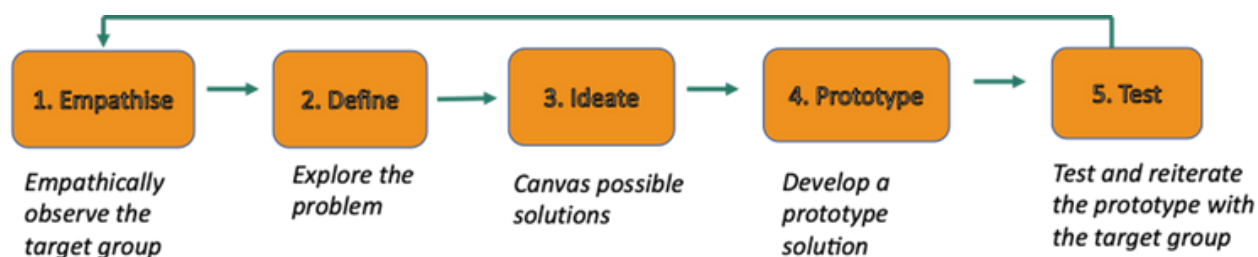 1. Empathise
2. Define
3. Ideate
4. Prototype
5. Test
Empathically
observe the
target group
Explore the
problem
Canvas possible
solutions
Develop a
prototype
solution
Test and reiterate
the prototype with
the target group